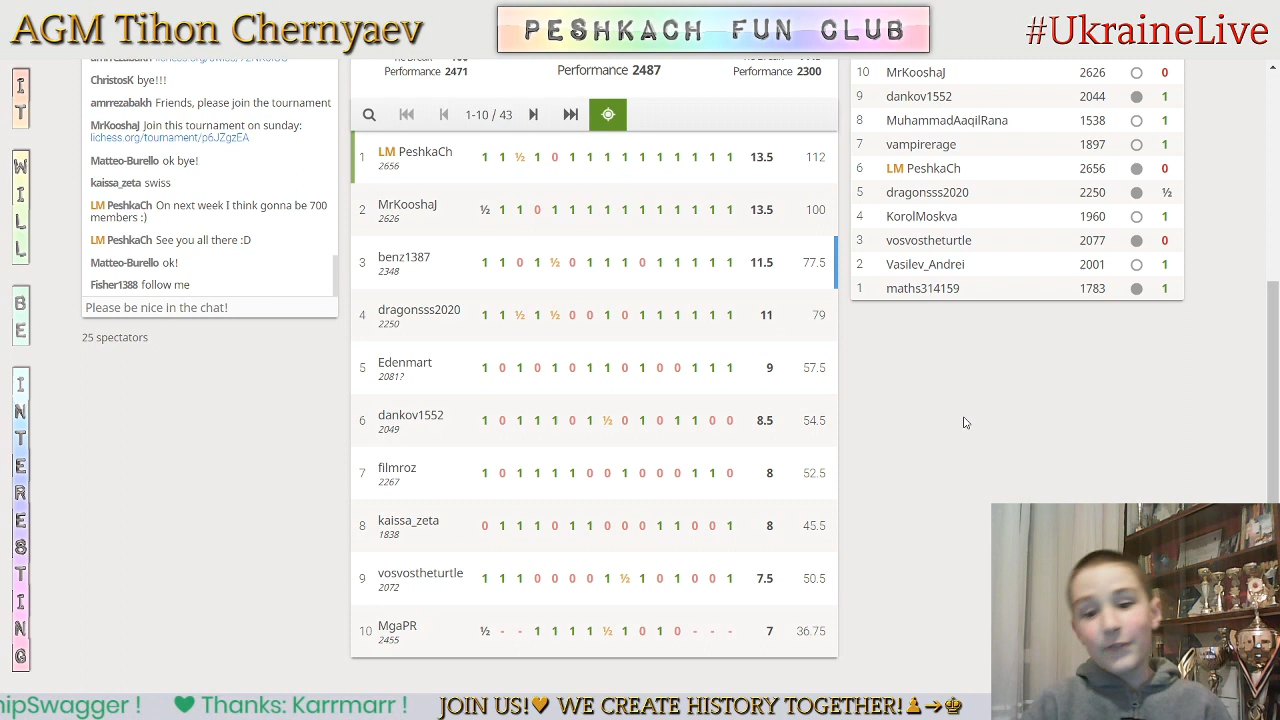 AGM Tihon Chernyaev
PESHKACH FUN CLUB
#UkraineLive
IT
WILL
BE
INTERESTING
ChristosK bye!!!
amrrezabakh Friends, please join the tournament
MrKooshaJ Join this tournament on sunday:
lichess.org/tournament/p6JZgzEA
Matteo-Burello ok bye!
kaissa_zeta swiss
LM PeshkaCh On next week I think gonna be 700
members :)
LM PeshkaCh See you all there :D
Matteo-Burello ok!
Fisher1388 follow me
Please be nice in the chat!
25 spectators
Performance 2471
Performance 2487
Performance 2300
1-10 / 43
1 LM PeshkaCh 1 1 ½ 1 0 1 1 1 1 1 1 1 1 1 1 13.5 112
2656
2 MrKooshaJ ½ 1 1 0 1 1 1 1 1 1 1 1 1 1 1 13.5 100
2626
3 benz1387 1 1 0 1 ½ 0 1 1 1 0 1 1 1 1 1 11.5 77.5
2348
4 dragonsss2020 1 1 ½ 1 ½ 0 0 1 0 1 1 1 1 1 1 11 79
2250
5 Edenmart 1 0 1 0 1 0 1 1 0 1 0 0 1 1 1 9 57.5
2081?
6 dankov1552 1 0 1 1 1 0 1 ½ 0 1 0 1 1 0 0 8.5 54.5
2049
7 filmroz 1 0 1 1 1 1 0 0 1 0 0 0 1 1 0 8 52.5
2267
8 kaissa_zeta 0 1 1 1 0 1 1 0 0 0 1 1 0 0 1 8 45.5
1838
9 vosvostheturtle 1 1 1 0 0 0 0 1 ½ 1 0 1 0 0 1 7.5 50.5
2072
10 MgaPR ½ - - 1 1 1 1 ½ 1 0 1 0 - - - 7 36.75
2455
10 MrKooshaJ 2626 0
9 dankov1552 2044 1
8 MuhammadAaqilRana 1538 1
7 vampirerage 1897 1
6 LM PeshkaCh 2656 0
5 dragonsss2020 2250 ½
4 KorolMoskva 1960 1
3 vosvostheturtle 2077 0
2 Vasilev_Andrei 2001 1
1 maths314159 1783 1
hipSwagger ! Thanks: Karrmarr ! JOIN US!🧡 WE CREATE HISTORY TOGETHER!♟→♚